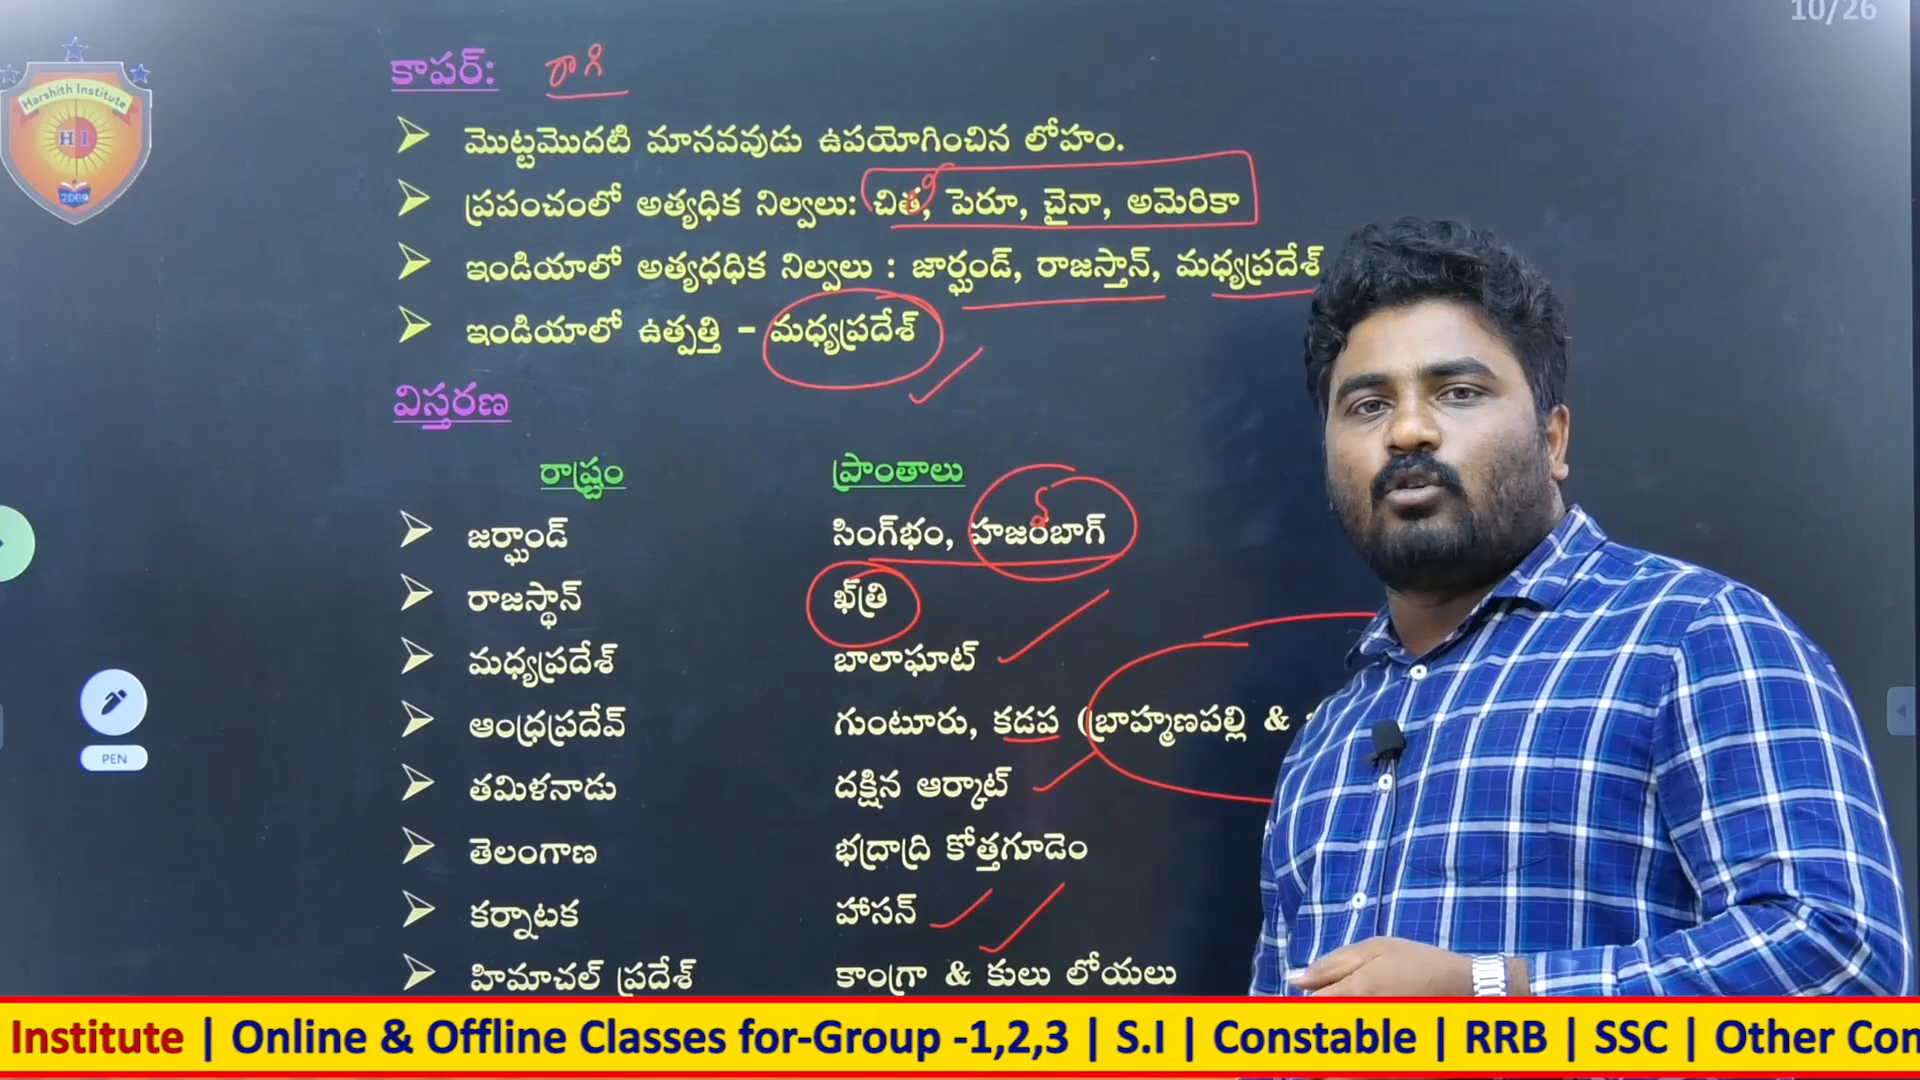 10/26
Harshith Institute
H I
2009
కాపర్: రాగి
మొట్టమొదటి మానవవుడు ఉపయోగించిన లోహం.
ప్రపంచంలో అత్యధిక నిల్వలు: చిత, పెరూ, చైనా, అమెరికా
ఇండియాలో అత్యధధిక నిల్వలు : జార్ఘండ్, రాజస్తాన్, మధ్యప్రదేశ్
ఇండియాలో ఉత్పత్తి – మధ్యప్రదేశ్
విస్తరణ
రాష్ట్రం ప్రాంతాలు
జర్ఘాండ్ సింగ్‌భం, హజరబాగ్
రాజస్థాన్ ఖ్‌త్రి
మధ్యప్రదేశ్ బాలాఘాట్
ఆంధ్రప్రదేవ్ గుంటూరు, కడప (బ్రాహ్మణపల్లి &
తమిళనాడు దక్షిన ఆర్కాట్
తెలంగాణ భద్రాద్రి కోత్తగూడెం
కర్నాటక హాసన్
హిమాచల్ ప్రదేశ్ కాంగ్రా & కులు లోయలు
PEN
Institute | Online & Offline Classes for-Group -1,2,3 | S.I | Constable | RRB | SSC | Other Con